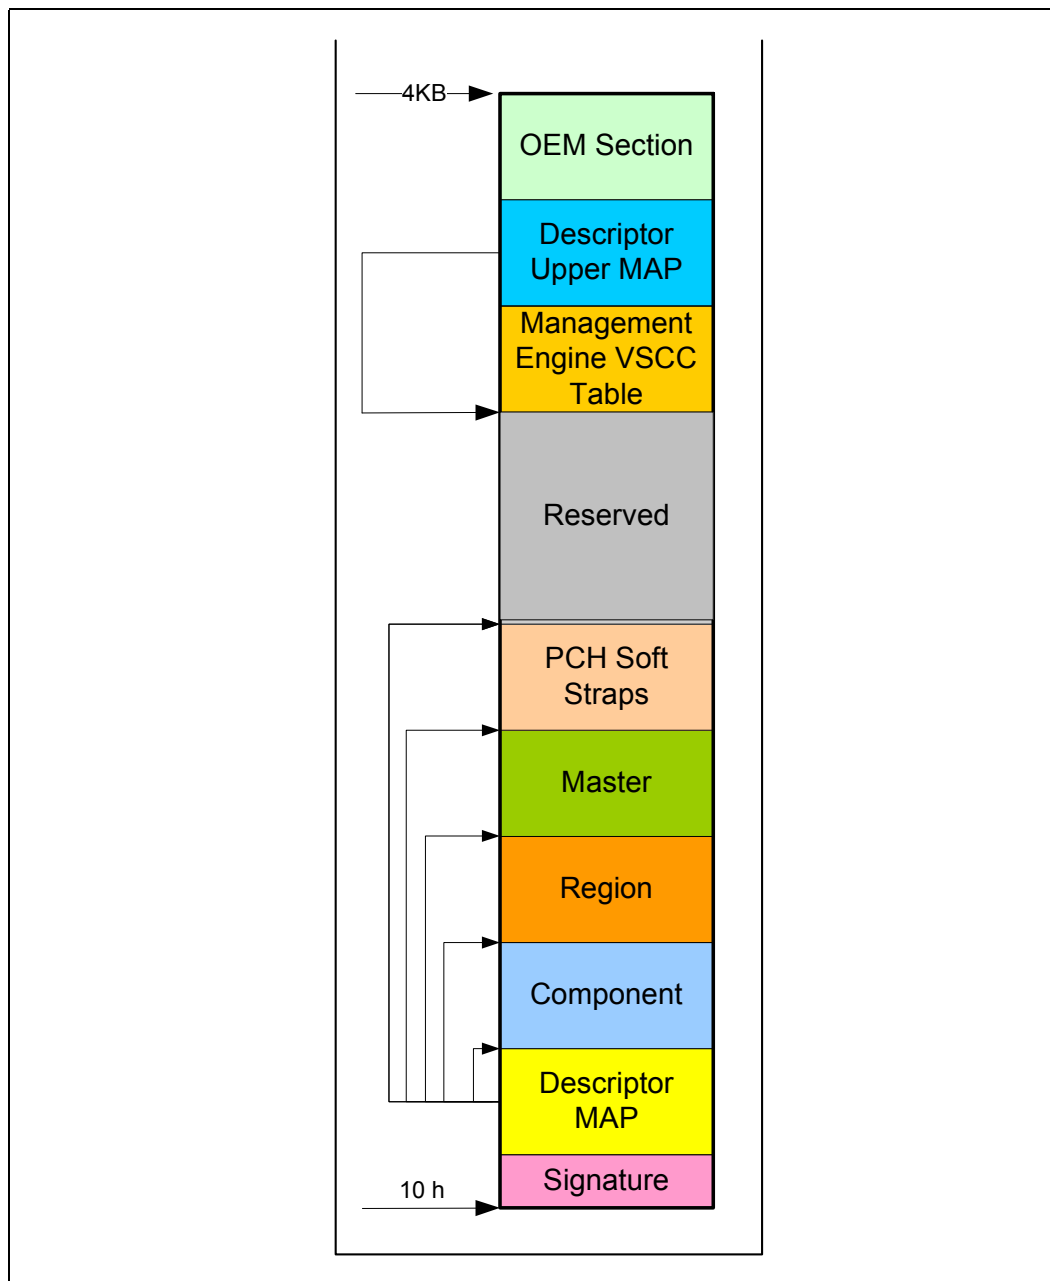 4KB
OEM Section
Descriptor
Upper MAP
Management
Engine VSCC
Table
Reserved
PCH Soft
Straps
Master
Region
Component
Descriptor
MAP
Signature
10 h